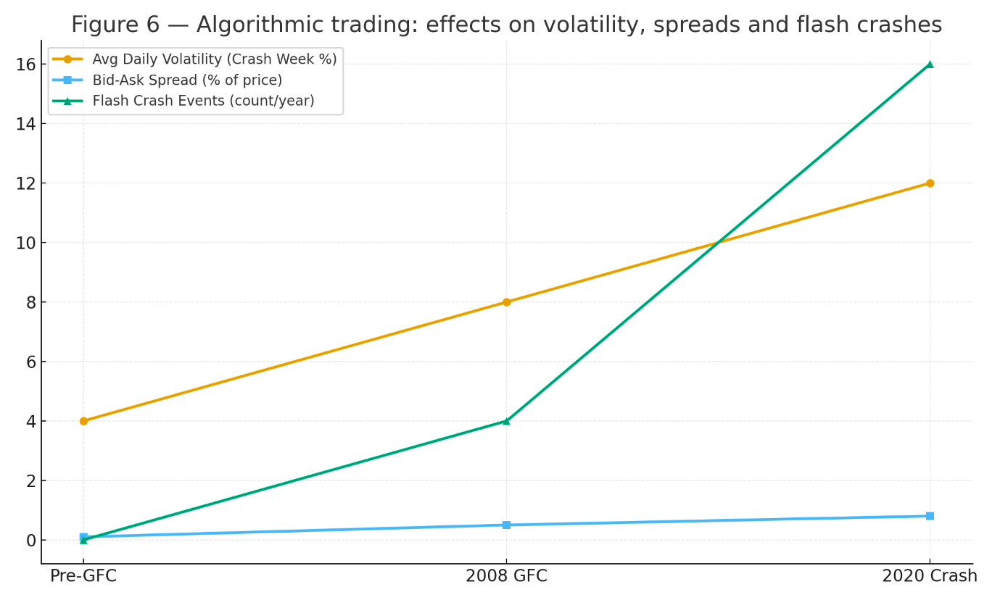 Figure 6 — Algorithmic trading: effects on volatility, spreads and flash crashes
Avg Daily Volatility (Crash Week %)
Bid-Ask Spread (% of price)
Flash Crash Events (count/year)
16
14
12
10
8
6
4
2
0
Pre-GFC
2008 GFC
2020 Crash